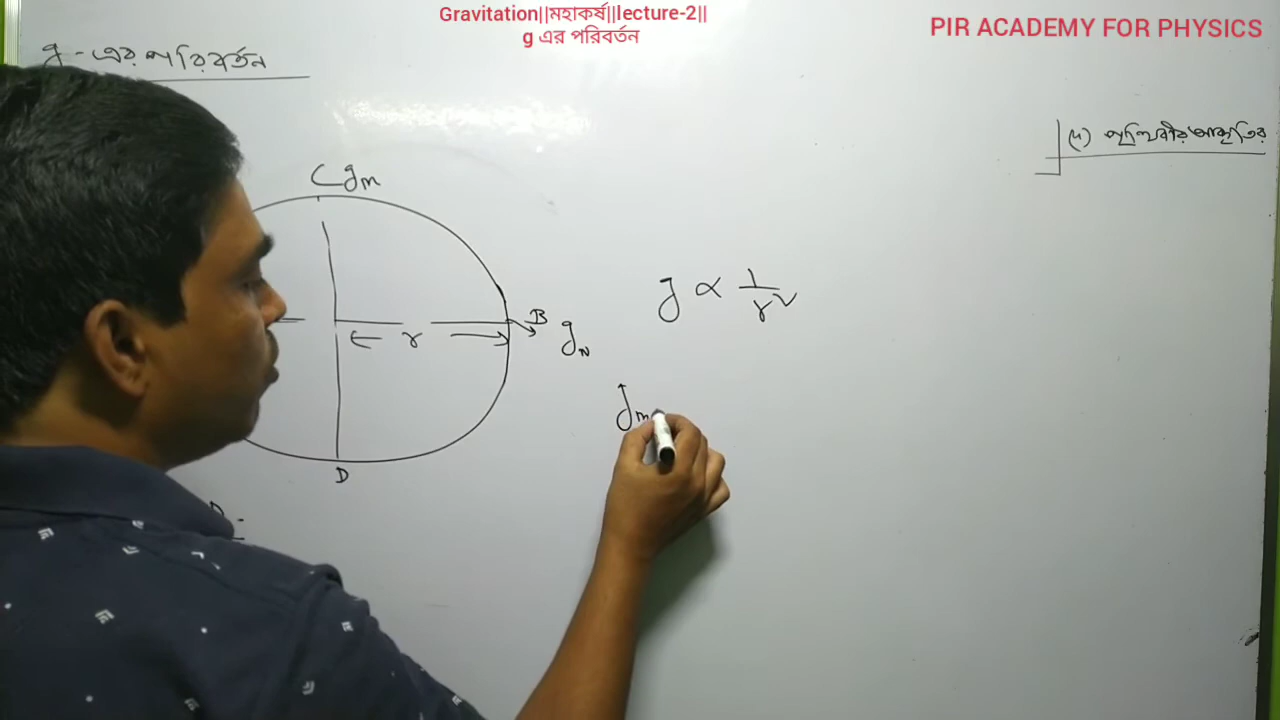 Gravitation||মহাকর্ষ||lecture-2||
g এর পরিবর্তন
PIR ACADEMY FOR PHYSICS
g - এর পরিবর্তন
(১) পৃথিবীর আকৃতির
C gm
B
gN
r
D
g ∝ 1/r²
gm